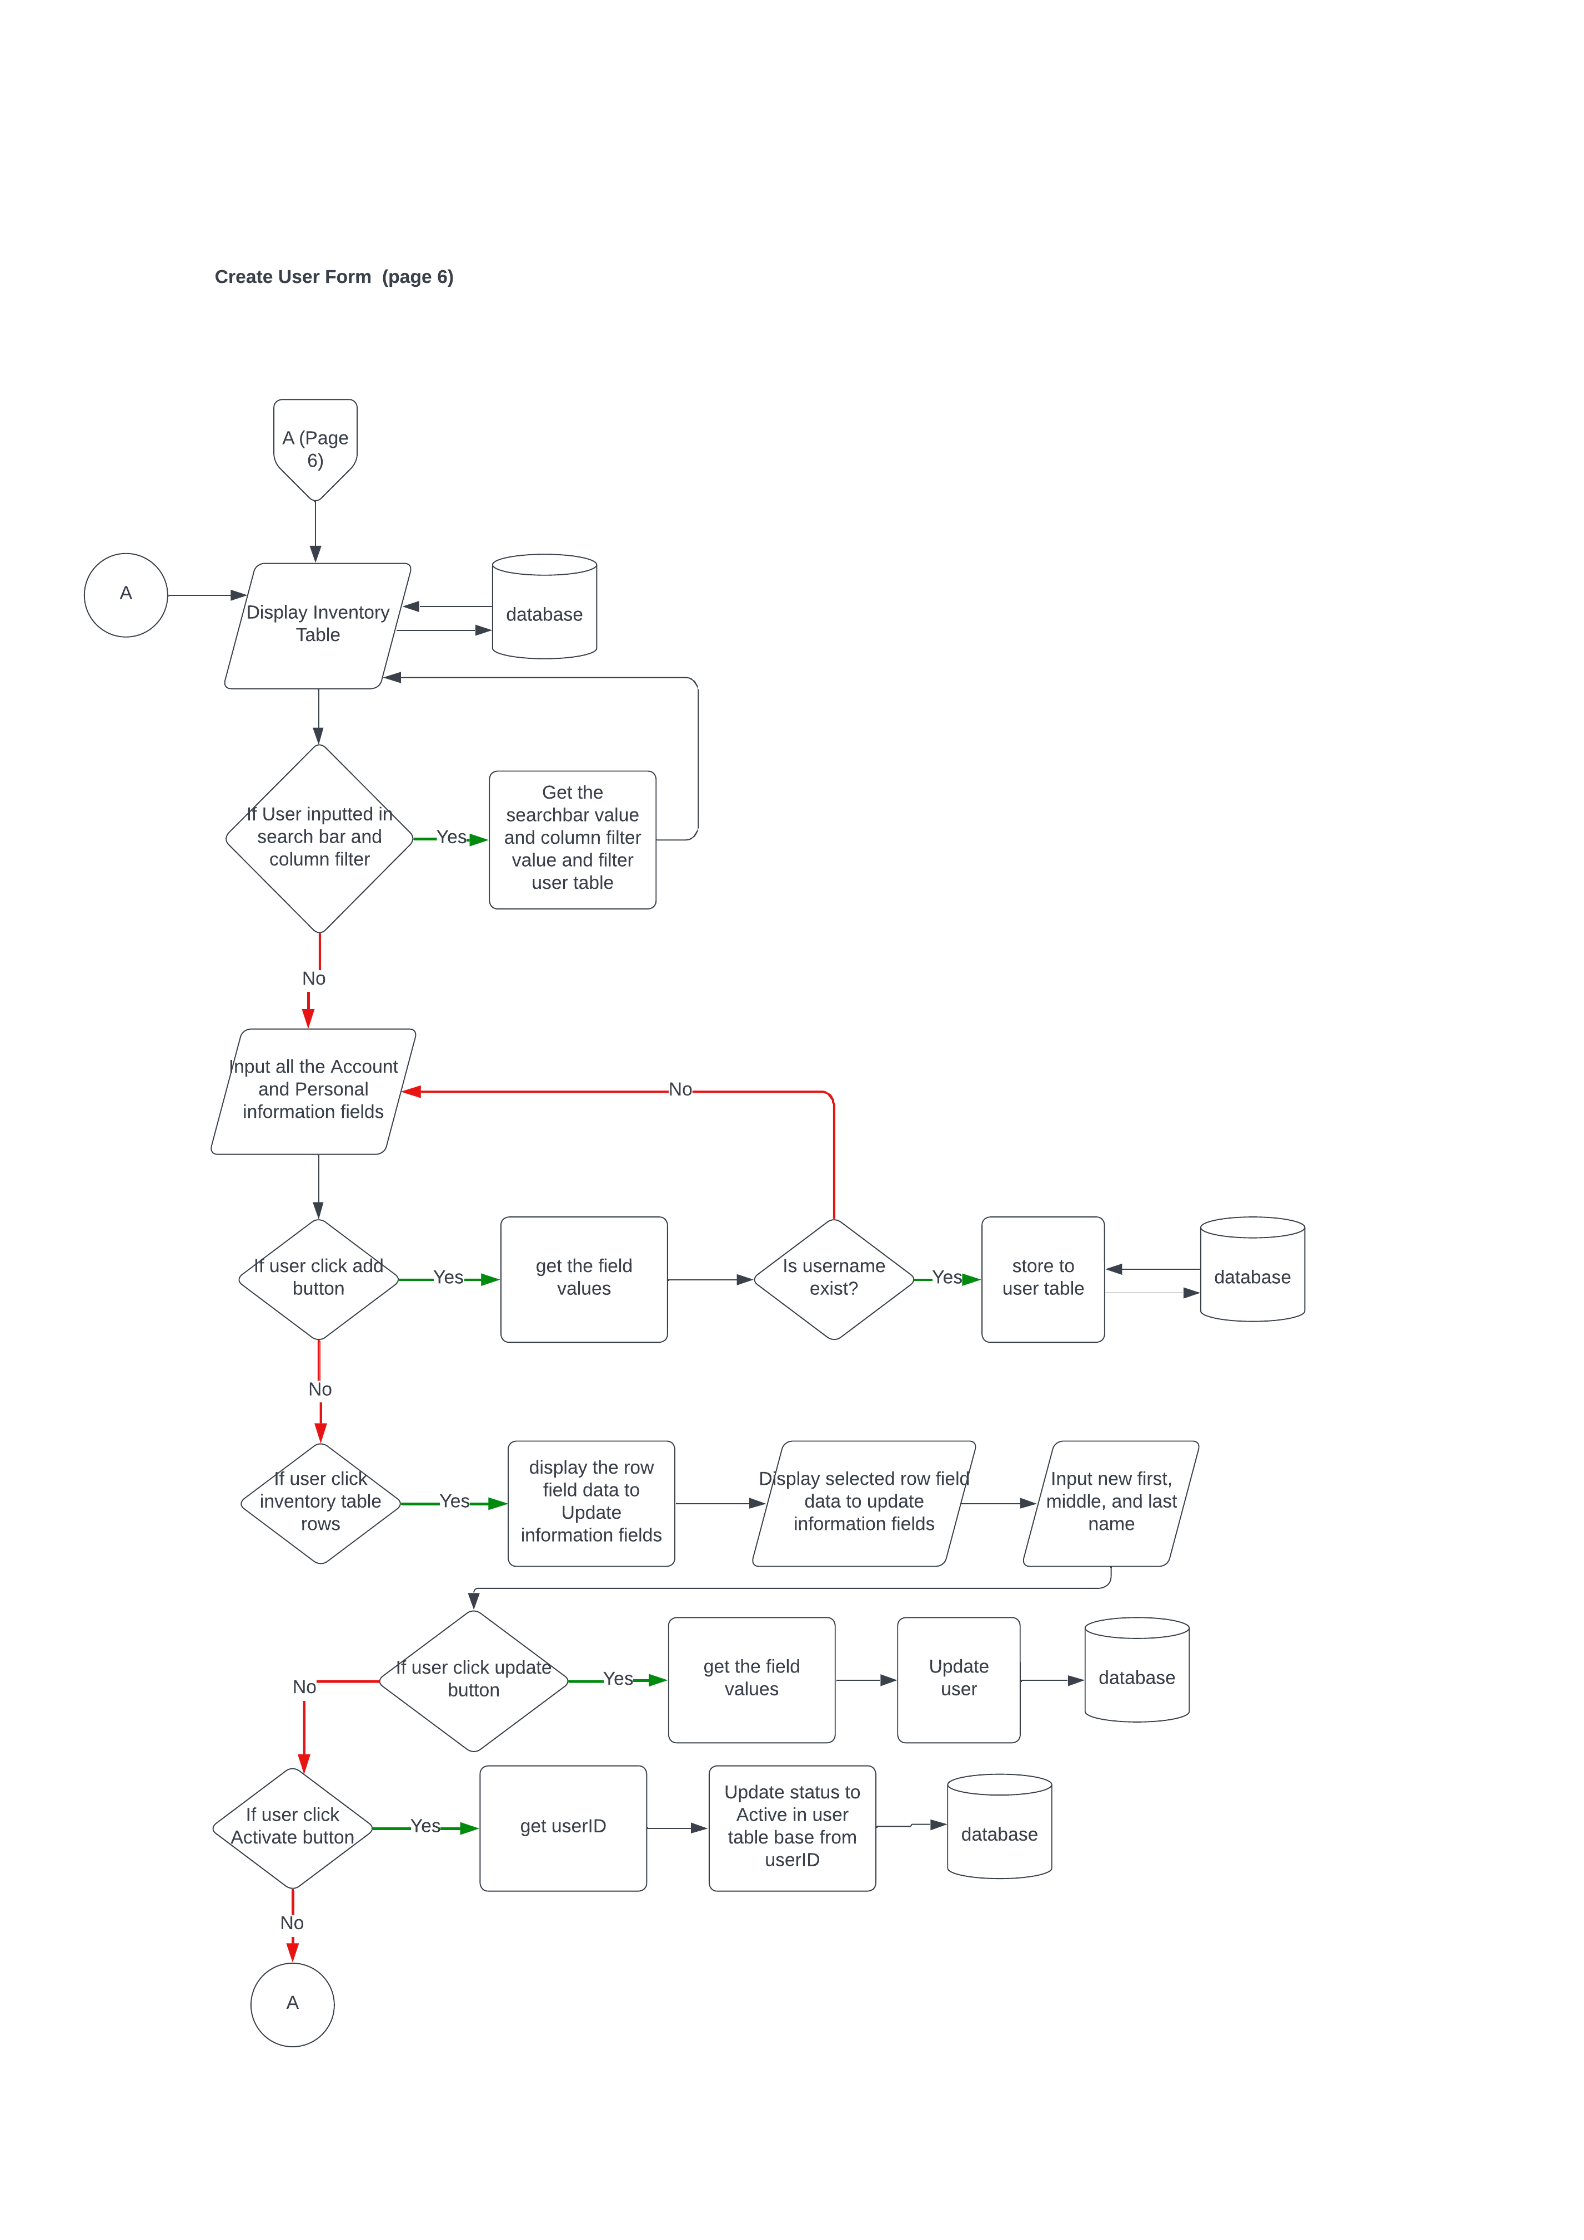 Create User Form  (page 6)
A (Page
6)
A
Display Inventory
Table
database
If User inputted in
search bar and
column filter
Yes
Get the
searchbar value
and column filter
value and filter
user table
No
Input all the Account
and Personal
information fields
No
If user click add
button
Yes
get the field
values
Is username
exist?
Yes
store to
user table
database
No
If user click
inventory table
rows
Yes
display the row
field data to
Update
information fields
Display selected row field
data to update
information fields
Input new first,
middle, and last
name
If user click update
button
No
Yes
get the field
values
Update
user
database
If user click
Activate button
Yes
get userID
Update status to
Active in user
table base from
userID
database
No
A